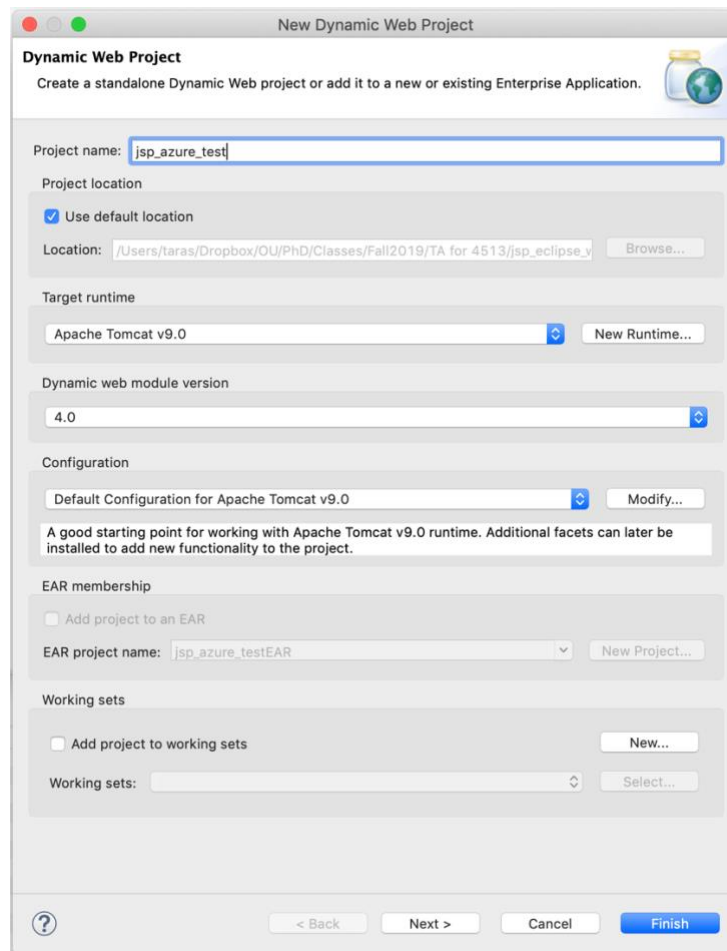 New Dynamic Web Project
Dynamic Web Project
Create a standalone Dynamic Web project or add it to a new or existing Enterprise Application.
Project name: jsp_azure_test
Project location
Use default location
Location: /Users/taras/Dropbox/OU/PhD/Classes/Fall2019/TA for 4513/jsp_eclipse_w Browse...
Target runtime
Apache Tomcat v9.0 New Runtime...
Dynamic web module version
4.0
Configuration
Default Configuration for Apache Tomcat v9.0 Modify...
A good starting point for working with Apache Tomcat v9.0 runtime. Additional facets can later be
installed to add new functionality to the project.
EAR membership
Add project to an EAR
EAR project name: jsp_azure_testEAR New Project...
Working sets
Add project to working sets New...
Working sets: Select...
? < Back Next > Cancel Finish